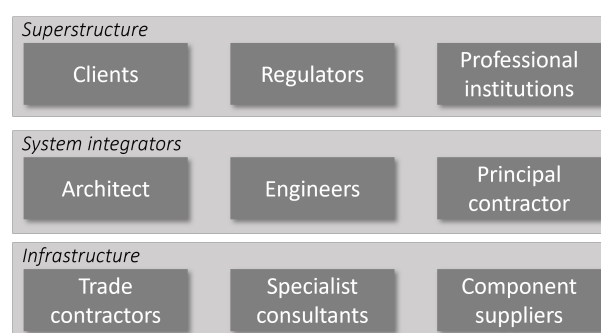 Superstructure
Clients
Regulators
Professional
institutions
System integrators
Architect
Engineers
Principal
contractor
Infrastructure
Trade
contractors
Specialist
consultants
Component
suppliers